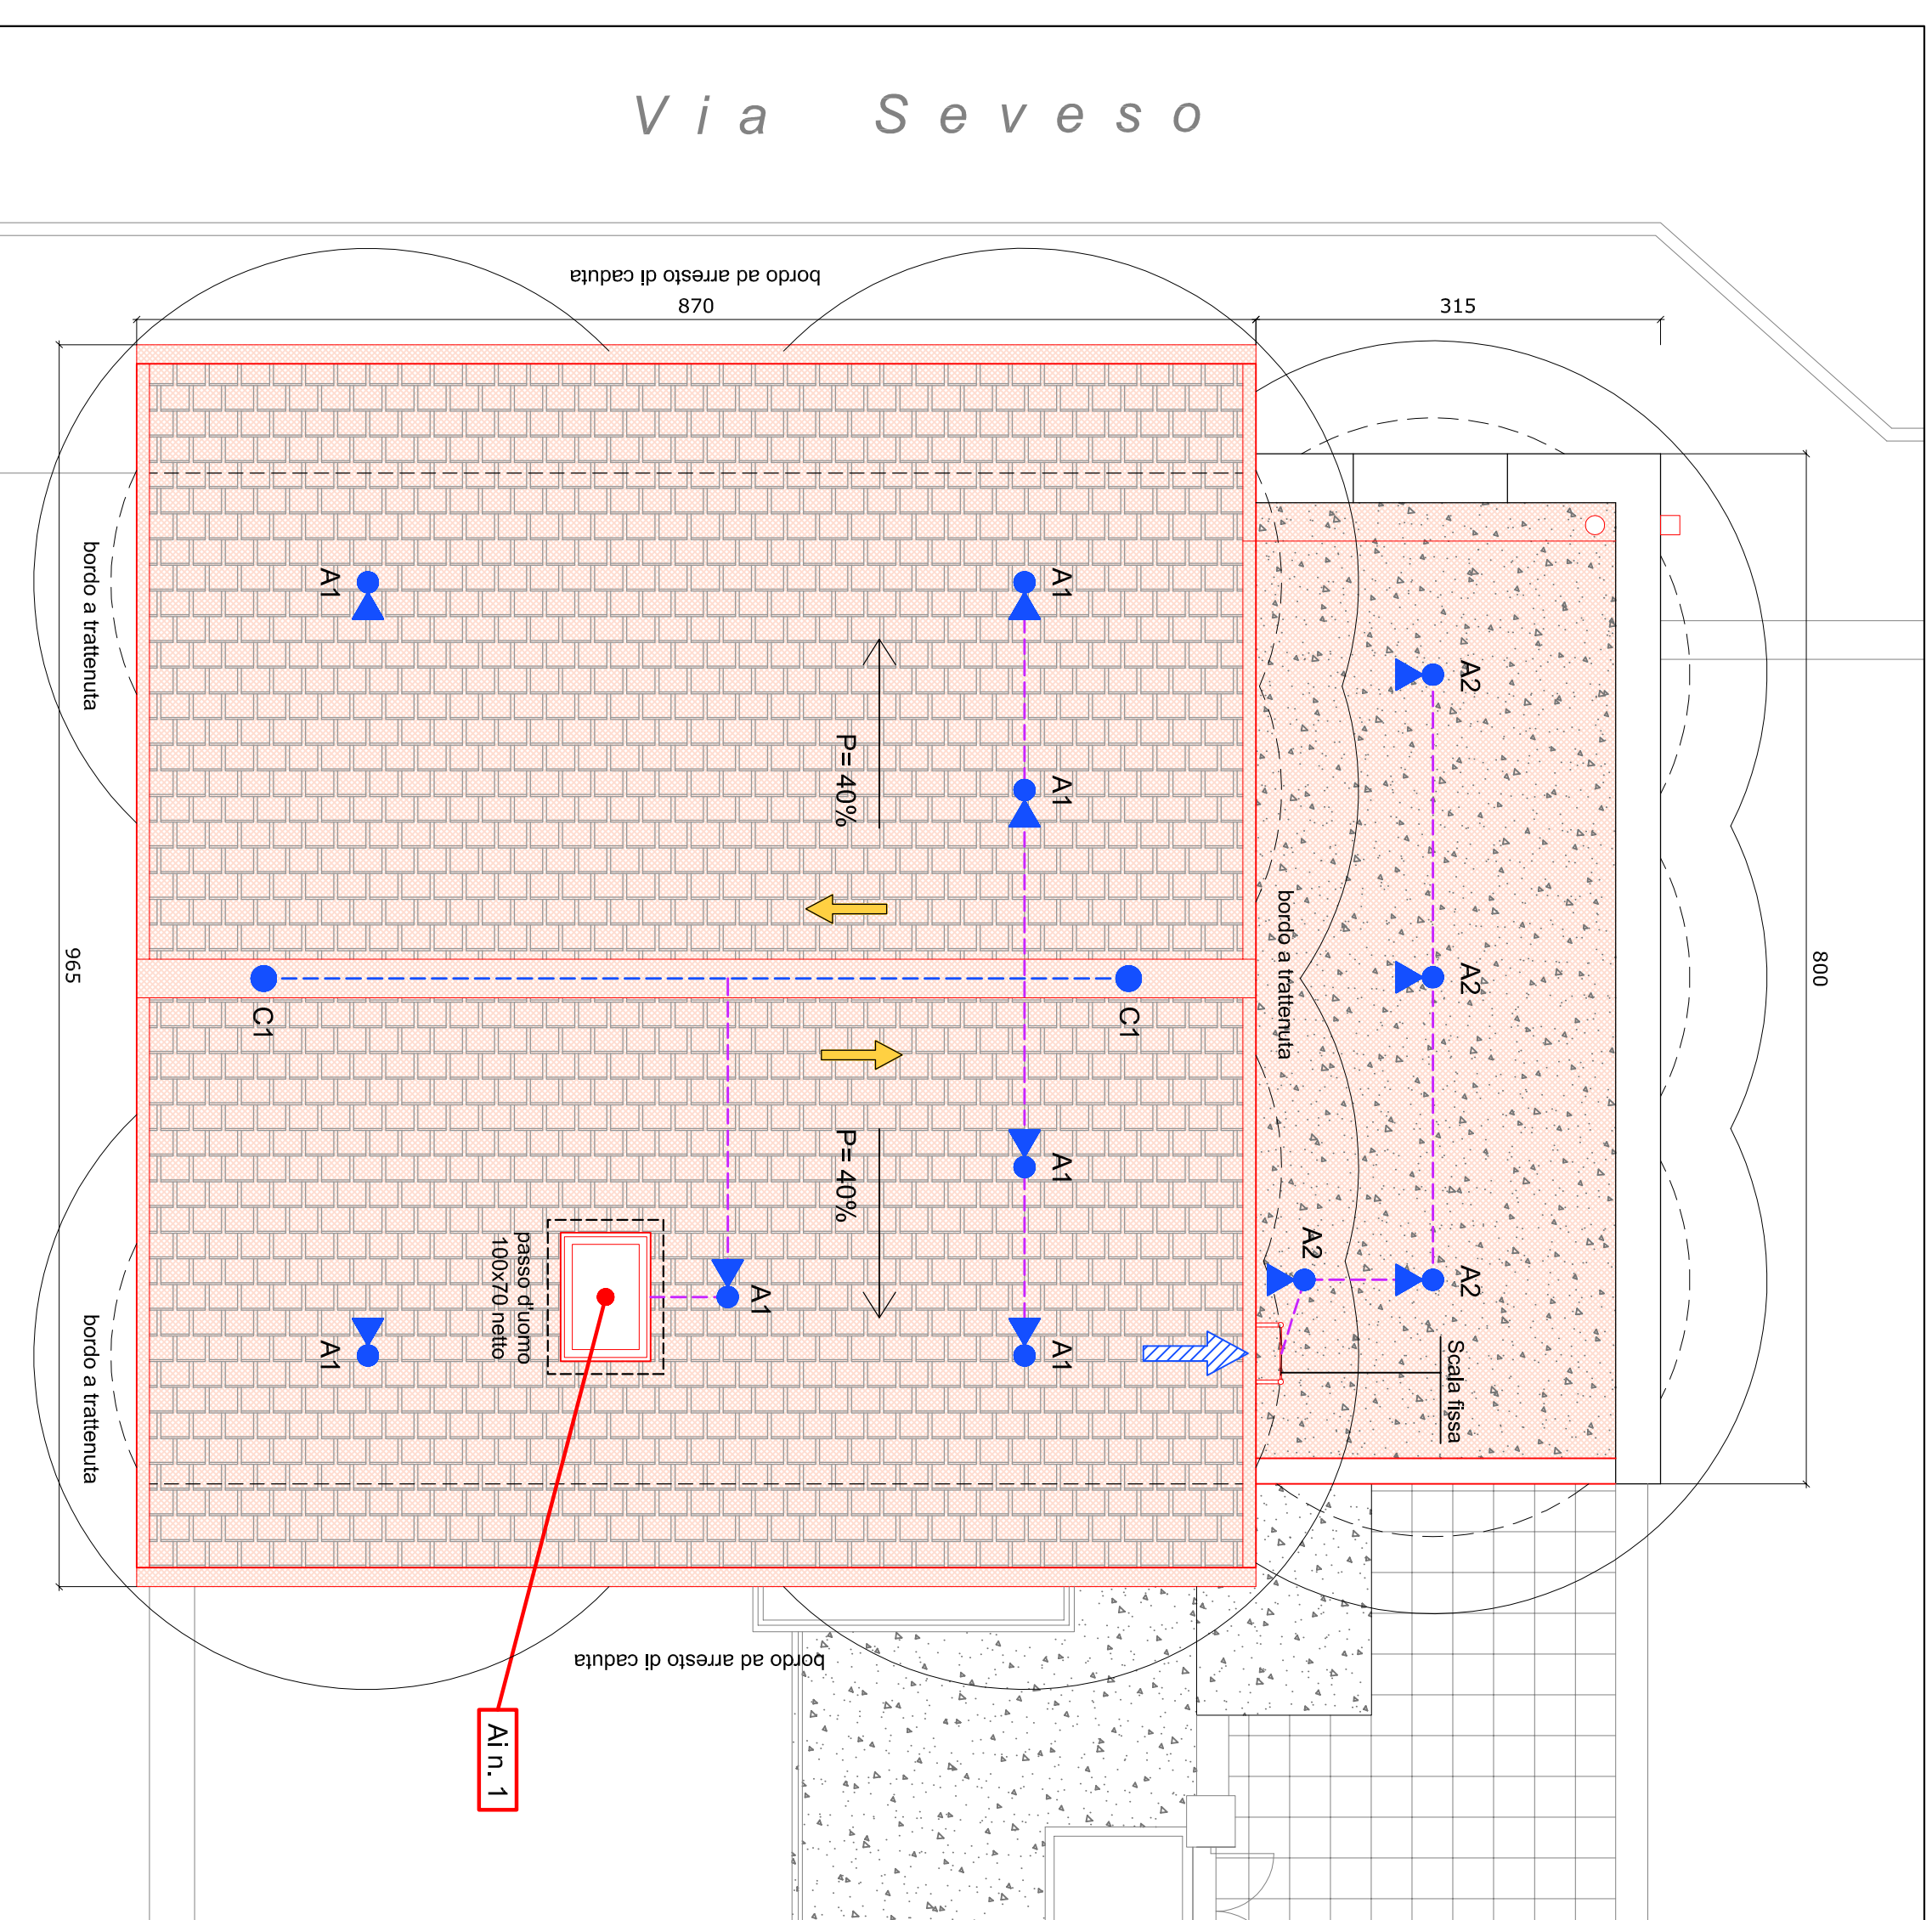 Via Seveso
bordo ad arresto di caduta
870
315
bordo a trattenuta
A1
A1
A2
P= 40%
A1
bordo a trattenuta
965
A2
800
C1
C1
P= 40%
A1
A2
A2
passo d'uomo
100x70 netto
A1
A1
A1
Scala fissa
bordo a trattenuta
bordo ad arresto di caduta
Ai n. 1